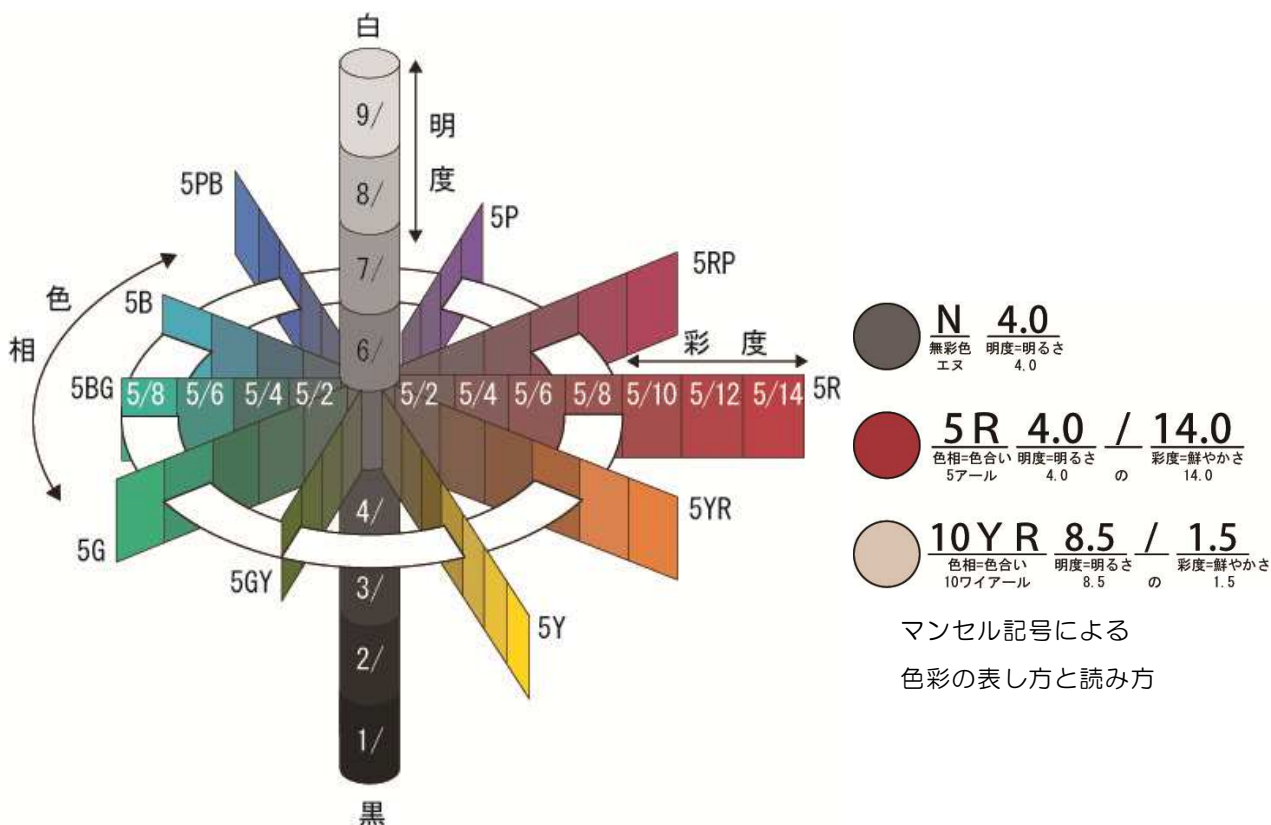 白
9/
8/
7/
6/
4/
3/
2/
1/
黒
明度
色相
彩度
5PB
5P
5B
5RP
5BG
5/8 5/6 5/4 5/2
5/2 5/4 5/6 5/8 5/10 5/12 5/14
5R
5G
5GY
5Y
5YR
N 4.0
無彩色 明度=明るさ
エヌ 4.0
5R 4.0 / 14.0
色相=色合い 明度=明るさ 彩度=鮮やかさ
5アール 4.0 の 14.0
10YR 8.5 / 1.5
色相=色合い 明度=明るさ 彩度=鮮やかさ
10ワイアール 8.5 の 1.5
マンセル記号による
色彩の表し方と読み方